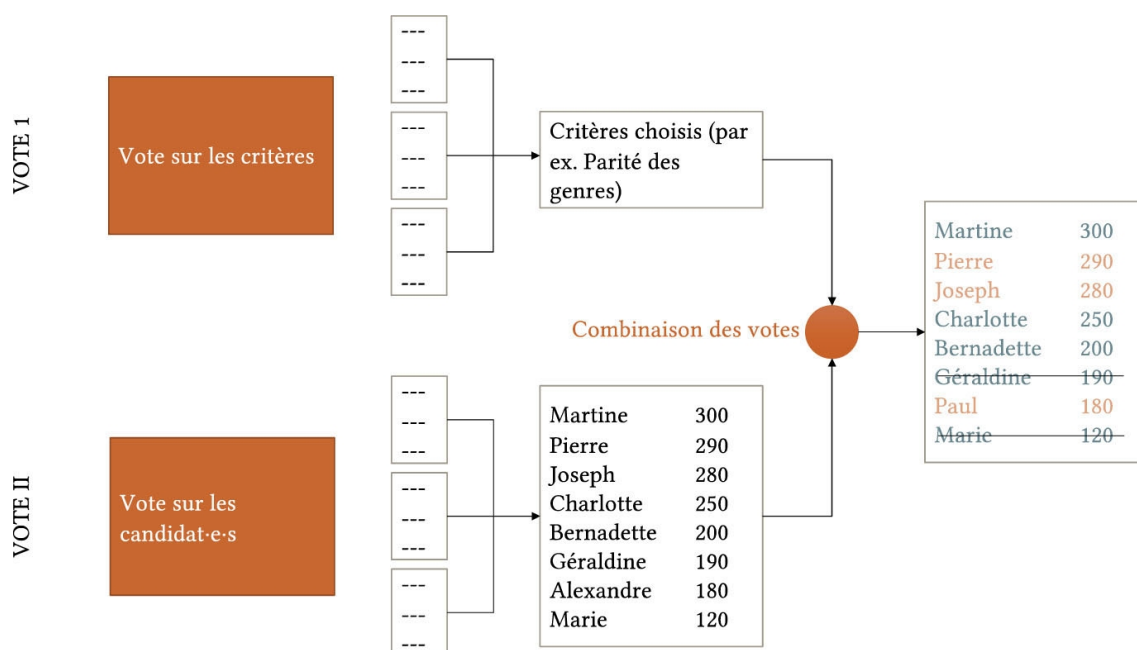 VOTE 1
Vote sur les critères
---
---
---
---
---
---
---
---
---
Critères choisis (par
ex. Parité des
genres)
Combinaison des votes
Martine 300
Pierre 290
Joseph 280
Charlotte 250
Bernadette 200
Géraldine 190
Paul 180
Marie 120
VOTE II
Vote sur les
candidat·e·s
---
---
---
---
---
---
---
---
---
Martine 300
Pierre 290
Joseph 280
Charlotte 250
Bernadette 200
Géraldine 190
Alexandre 180
Marie 120